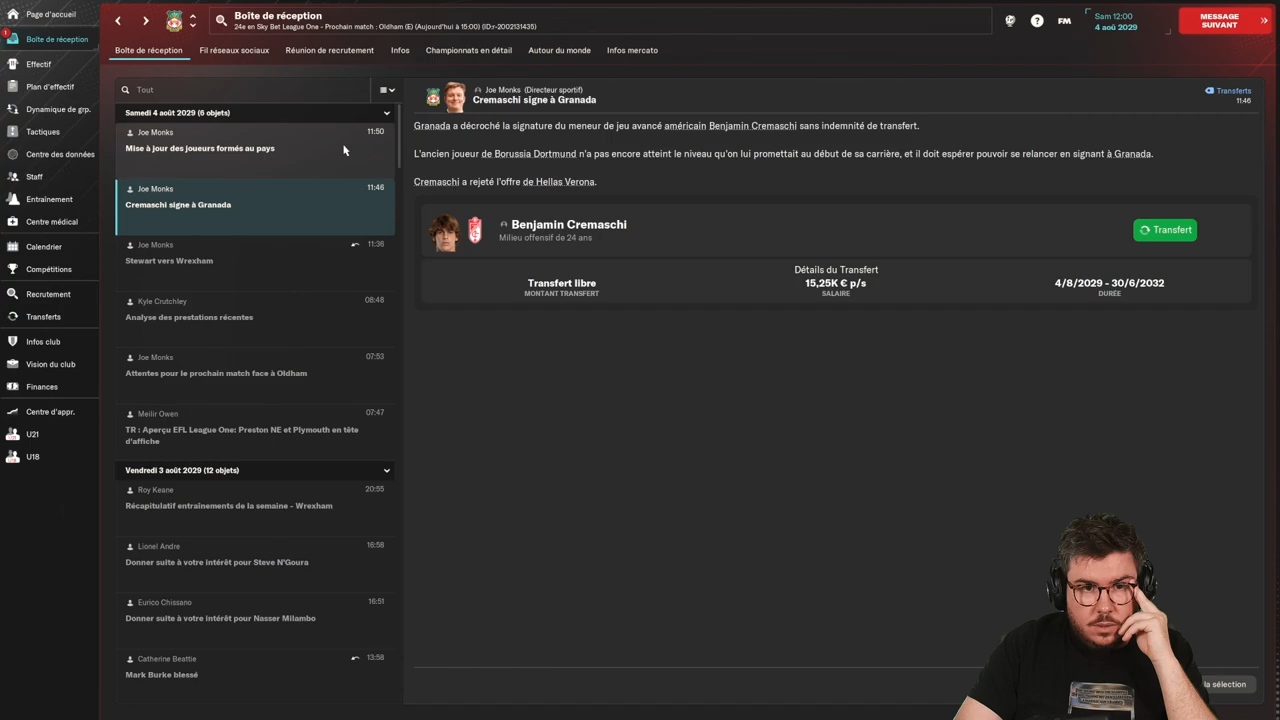 Page d'accueil
1
Boîte de réception
Effectif
Plan d'effectif
Dynamique de grp.
Tactiques
Centre des données
Staff
Entraînement
Centre médical
Calendrier
Compétitions
Recrutement
Transferts
Infos club
Vision du club
Finances
Centre d'appr.
U21
U18
Boîte de réception
24e en Sky Bet League One - Prochain match : Oldham (E) (Aujourd'hui à 15:00) (ID:r-2002131435)
FM
Sam 12:00
4 août 2029
MESSAGE
SUIVANT
Boîte de réception
Fil réseaux sociaux
Réunion de recrutement
Infos
Championnats en détail
Autour du monde
Infos mercato
Tout
Samedi 4 août 2029 (6 objets)
Joe Monks 11:50
Mise à jour des joueurs formés au pays
Joe Monks 11:46
Cremaschi signe à Granada
Joe Monks 11:36
Stewart vers Wrexham
Kyle Crutchley 08:48
Analyse des prestations récentes
Joe Monks 07:53
Attentes pour le prochain match face à Oldham
Meilir Owen 07:47
TR : Aperçu EFL League One: Preston NE et Plymouth en tête
d'affiche
Vendredi 3 août 2029 (12 objets)
Roy Keane 20:55
Récapitulatif entraînements de la semaine - Wrexham
Lionel Andre 16:58
Donner suite à votre intérêt pour Steve N'Goura
Eurico Chissano 16:51
Donner suite à votre intérêt pour Nasser Milambo
Catherine Beattie 13:58
Mark Burke blessé
Joe Monks (Directeur sportif)
Cremaschi signe à Granada
Transferts
11:46
Granada a décroché la signature du meneur de jeu avancé américain Benjamin Cremaschi sans indemnité de transfert.
L'ancien joueur de Borussia Dortmund n'a pas encore atteint le niveau qu'on lui promettait au début de sa carrière, et il doit espérer pouvoir se relancer en signant à Granada.
Cremaschi a rejeté l'offre de Hellas Verona.
Benjamin Cremaschi
Milieu offensif de 24 ans
Transfert
Détails du Transfert
Transfert libre
MONTANT TRANSFERT
15,25K € p/s
SALAIRE
4/8/2029 - 30/6/2032
DURÉE
la sélection